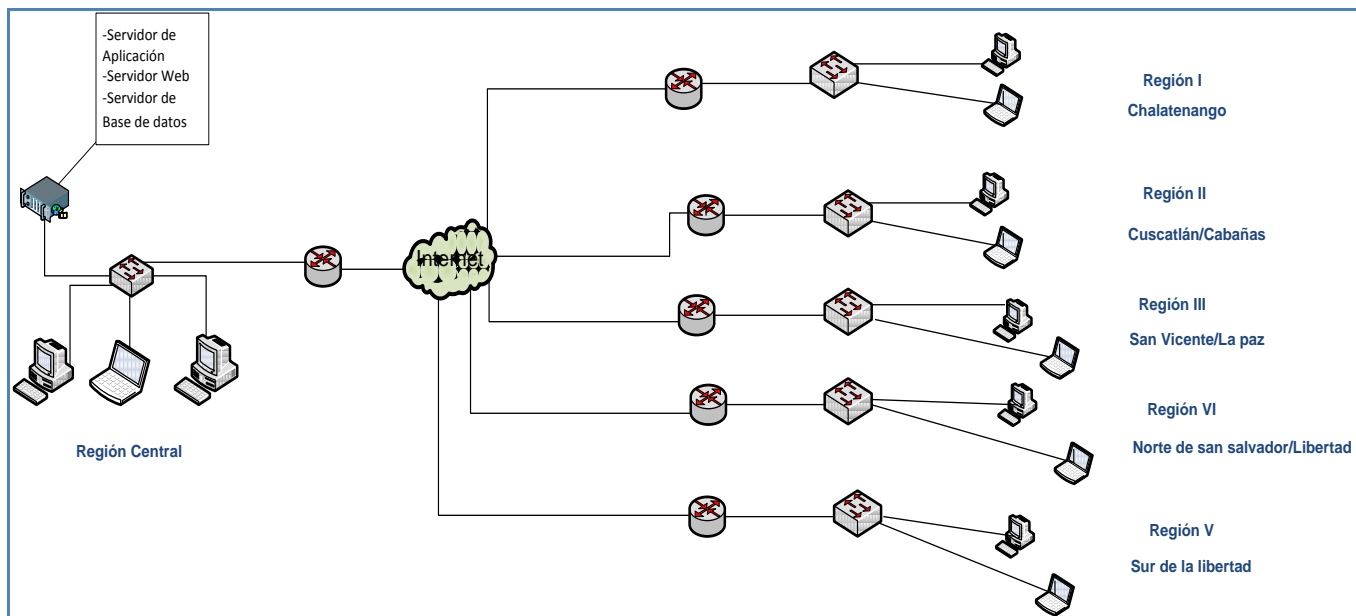 -Servidor de
Aplicación
-Servidor Web
-Servidor de
Base de datos
Internet
Región Central
Región I
Chalatenango
Región II
Cuscatlán/Cabañas
Región III
San Vicente/La paz
Región VI
Norte de san salvador/Libertad
Región V
Sur de la libertad